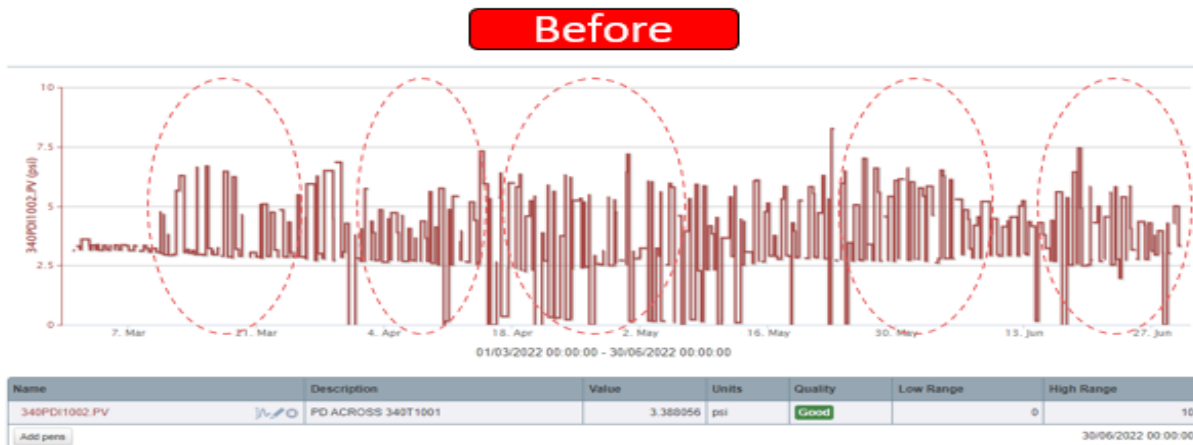 Before
10
7.5
5
2.5
0
340PDI1002.PV (psi)
7. Mar 21. Mar 4. Apr 18. Apr 2. May 16. May 30. May 13. Jun 27. Jun
01/03/2022 00:00:00 - 30/06/2022 00:00:00
Name Description Value Units Quality Low Range High Range
340PDI1002.PV PD ACROSS 340T1001 3.388056 psi Good 0 10
Add pens 30/06/2022 00:00:00